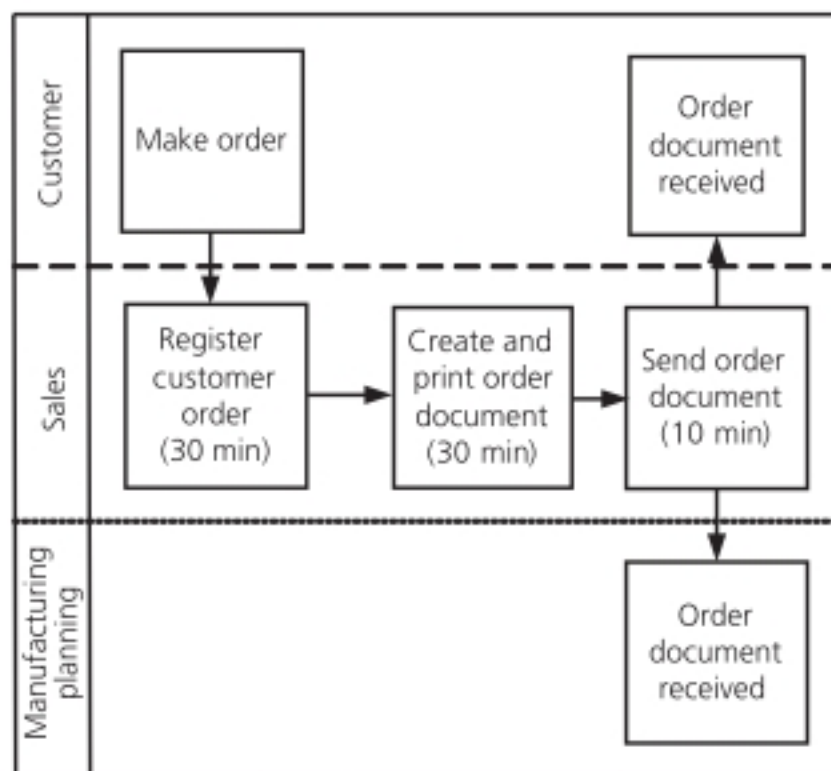 Customer
Make order
Order
document
received
Sales
Register
customer
order
(30 min)
Create and
print order
document
(30 min)
Send order
document
(10 min)
Manufacturing
planning
Order
document
received